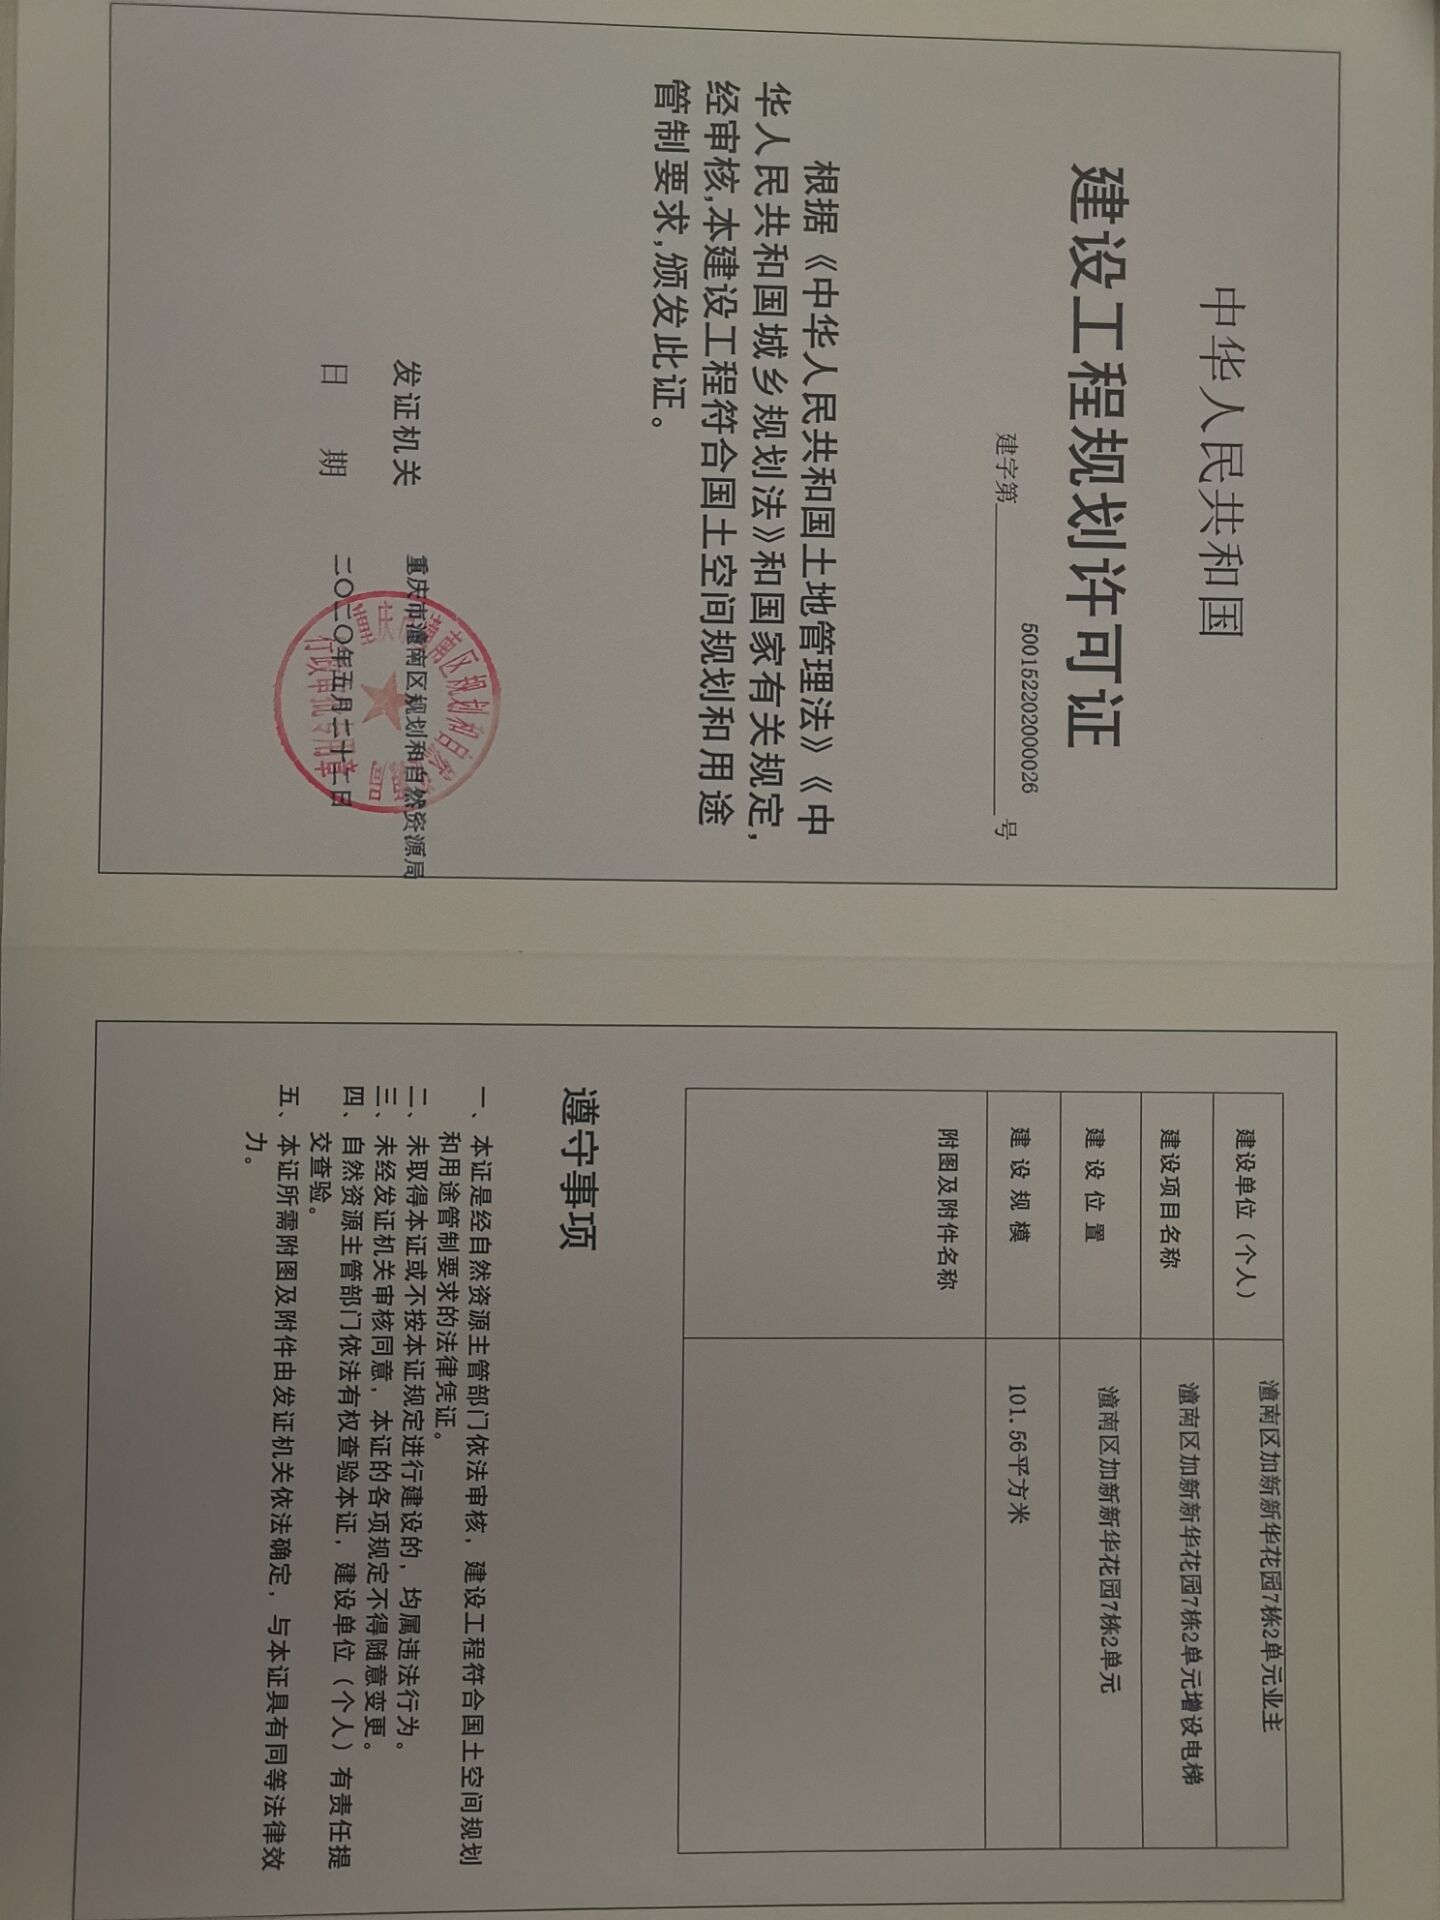 中华人民共和国
建设工程规划许可证
建字第 500152202000026 号
根据《中华人民共和国土地管理法》《中
华人民共和国城乡规划法》和国家有关规定,
经审核,本建设工程符合国土空间规划和用途
管制要求,颁发此证。
发证机关 重庆市潼南区规划和自然资源局
日 期 二〇二〇年五月二十一日
行政审批专用章
建设单位（个人） 潼南区加新新华花园7栋2单元业主
建设项目名称 潼南区加新新华花园7栋2单元增设电梯
建设位置 潼南区加新新华花园7栋2单元
建设规模 101.56平方米
附图及附件名称
遵守事项
一、本证是经自然资源主管部门依法审核，建设工程符合国土空间规划
和用途管制要求的法律凭证。
二、未取得本证或不按本证规定进行建设的，均属违法行为。
三、未经发证机关审核同意，本证的各项规定不得随意变更。
四、自然资源主管部门依法有权查验本证，建设单位（个人）有责任提
交查验。
五、本证所需附图及附件由发证机关依法确定，与本证具有同等法律效
力。